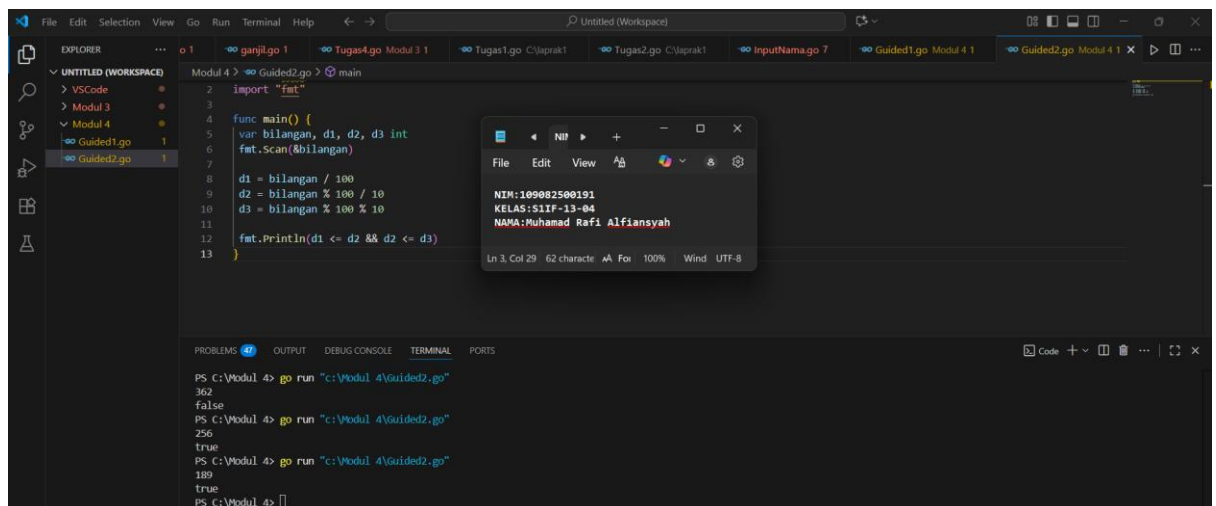 File Edit Selection View Go Run Terminal Help
Untitled (Workspace)
EXPLORER
o 1 ganjil.go 1 Tugas4.go Modul 3 1 Tugas1.go C:\laprak1 Tugas2.go C:\laprak1 InputNama.go 7 Guided1.go Modul 4 1 Guided2.go Modul 4 1
UNTITLED (WORKSPACE)
VSCode
Modul 3
Modul 4
Guided1.go 1
Guided2.go 1
Modul 4 > Guided2.go > main
2 import "fmt"
3
4 func main() {
5 var bilangan, d1, d2, d3 int
6 fmt.Scan(&bilangan)
7
8 d1 = bilangan / 100
9 d2 = bilangan % 100 / 10
10 d3 = bilangan % 100 % 10
11
12 fmt.Println(d1 <= d2 && d2 <= d3)
13 }
NIM
File Edit View
NIM:109082500191
KELAS:S1IF-13-04
NAMA:Muhamad Rafi Alfiansyah
Ln 3, Col 29 62 characte For 100% Wind UTF-8
PROBLEMS 47 OUTPUT DEBUG CONSOLE TERMINAL PORTS
Code
PS C:\Modul 4> go run "c:\Modul 4\Guided2.go"
362
false
PS C:\Modul 4> go run "c:\Modul 4\Guided2.go"
256
true
PS C:\Modul 4> go run "c:\Modul 4\Guided2.go"
189
true
PS C:\Modul 4>